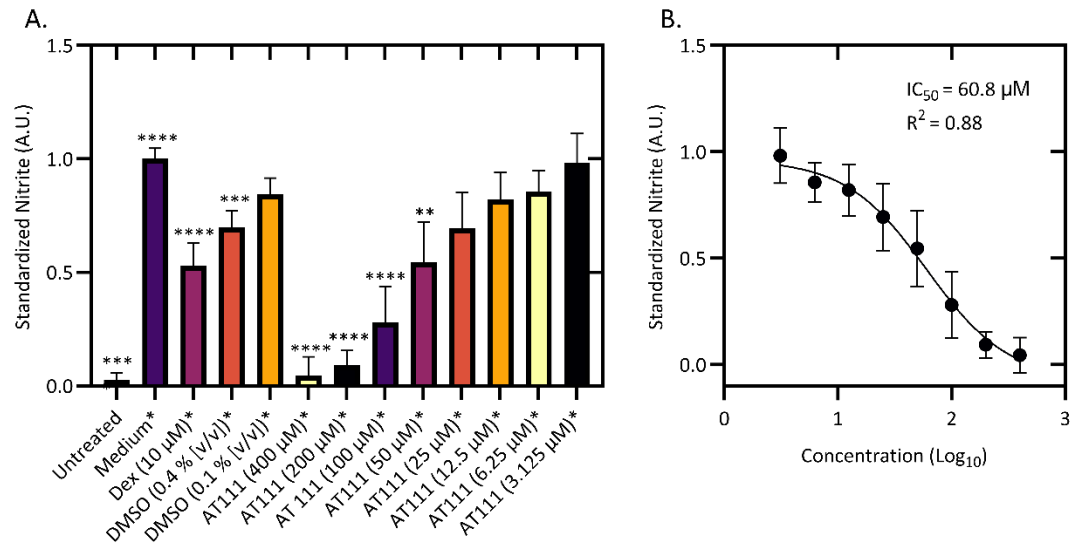 A.
1.5
1.0
0.5
0.0
Standardized Nitrite (A.U.)
***
****
****
***
****
****
****
**
Untreated
Medium*
Dex (10 µM)*
DMSO (0.4 % [v/v])*
DMSO (0.1 % [v/v])*
AT111 (400 µM)*
AT111 (200 µM)*
AT 111 (100 µM)*
AT111 (50 µM)*
AT111 (25 µM)*
AT111 (12.5 µM)*
AT111 (6.25 µM)*
AT111 (3.125 µM)*
B.
1.5
1.0
0.5
0.0
Standardized Nitrite (A.U.)
IC₅₀ = 60.8 µM
R² = 0.88
0 1 2 3
Concentration (Log₁₀)